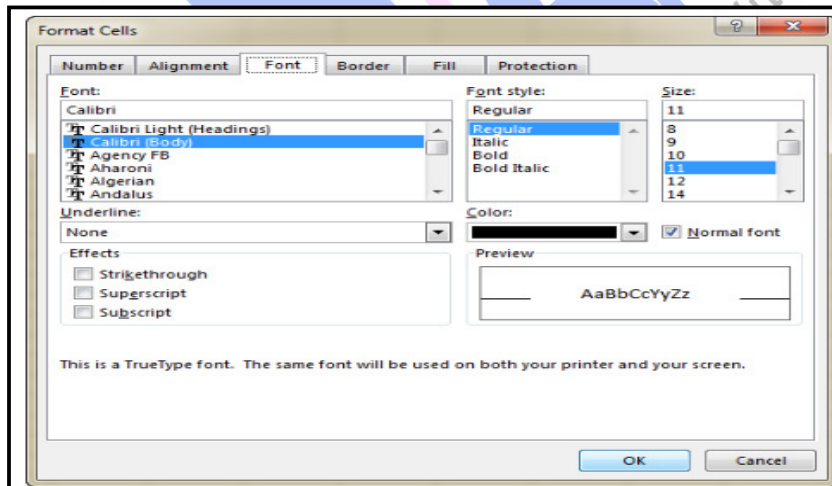 Format Cells
Number Alignment Font Border Fill Protection
Font: Font style: Size:
Calibri Regular 11
Calibri Light (Headings) Regular 8
Calibri (Body) Italic 9
Agency FB Bold 10
Aharoni Bold Italic 11
Algerian 12
Andalus 14
Underline: Color:
None Normal font
Effects Preview
Strikethrough
Superscript AaBbCcYyZz
Subscript
This is a TrueType font. The same font will be used on both your printer and your screen.
OK Cancel